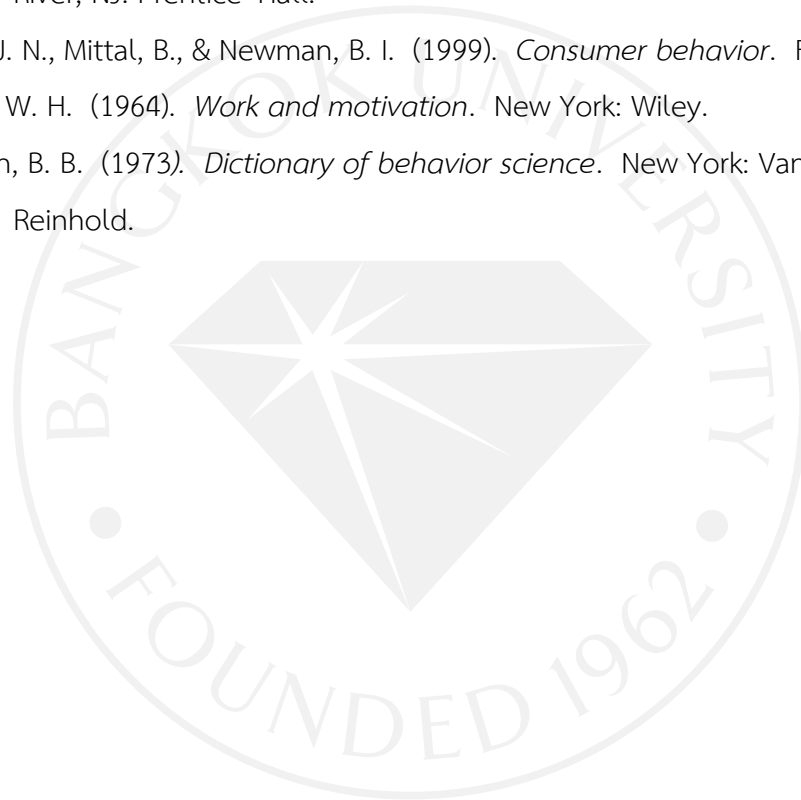 River, NJ: Prentice-Hall.
J. N., Mittal, B., & Newman, B. I. (1999). Consumer behavior.
W. H. (1964). Work and motivation. New York: Wiley.
B. B. (1973). Dictionary of behavior science. New York: Van
Reinhold.
BANGKOK UNIVERSITY
FOUNDED 1962